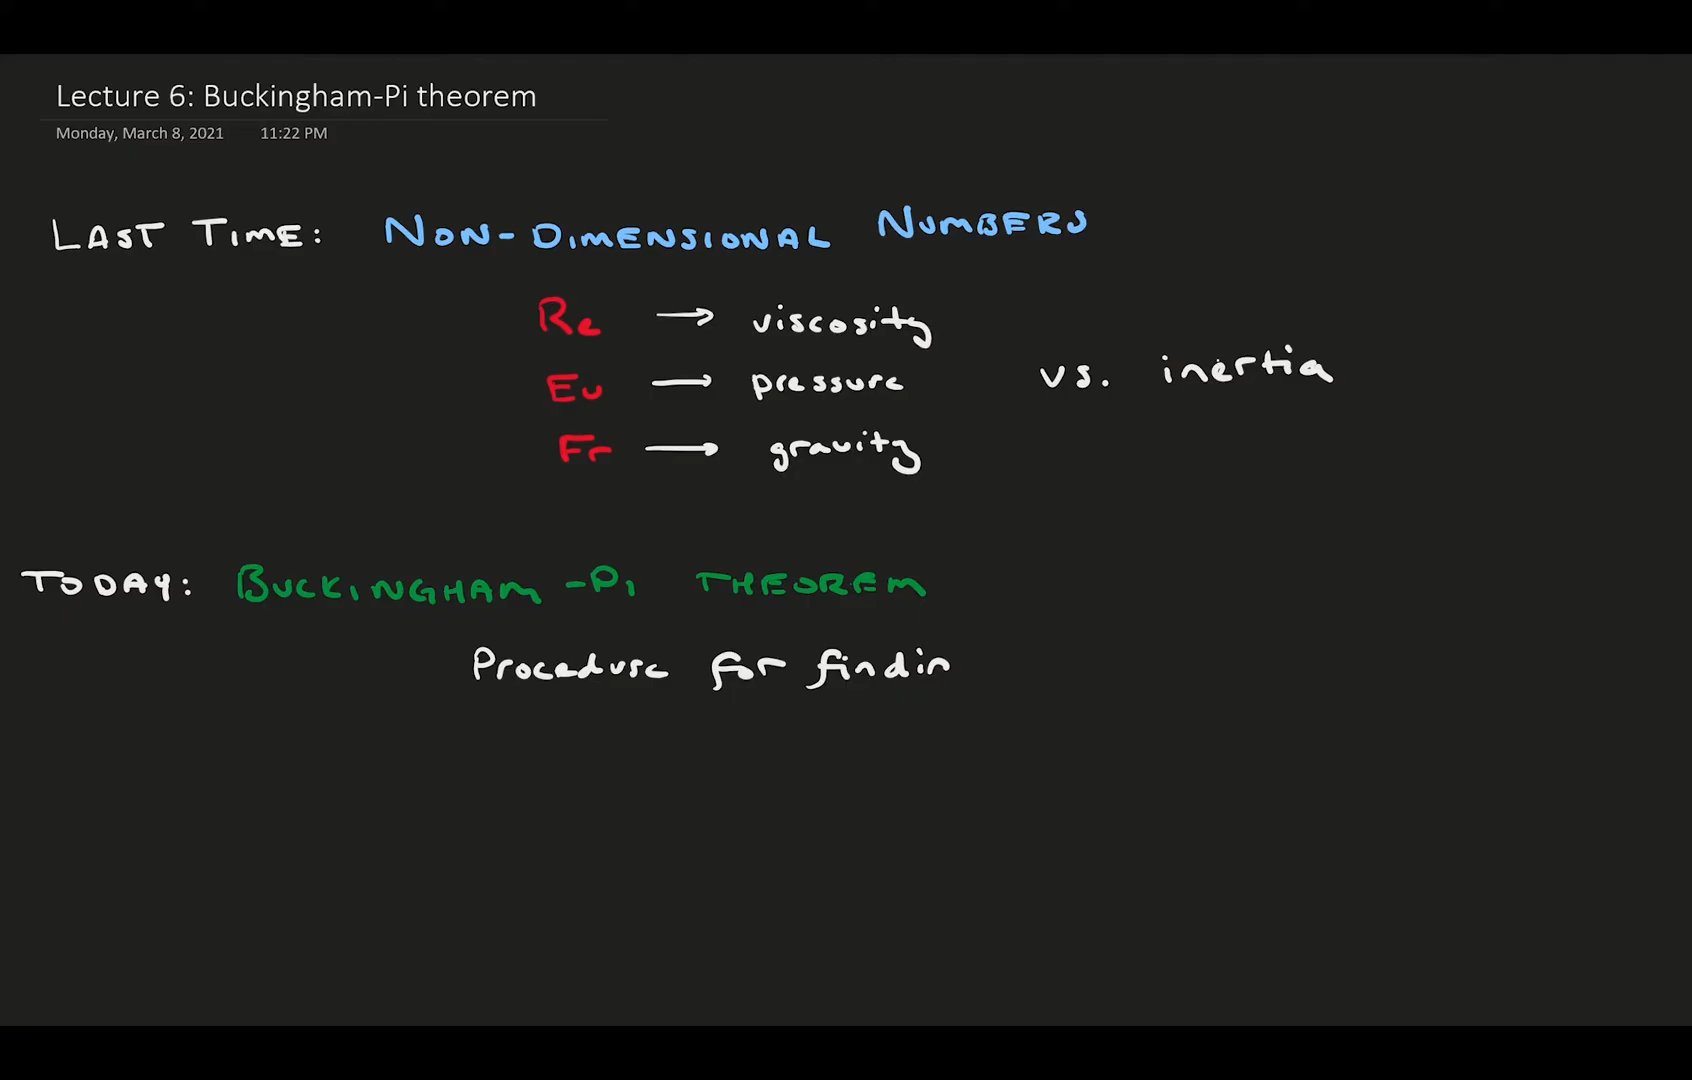 Lecture 6: Buckingham-Pi theorem
Monday, March 8, 2021 11:22 PM
LAST TIME: NON-DIMENSIONAL NUMBERS
Re → viscosity
Eu → pressure vs. inertia
Fr → gravity
TODAY: BUCKINGHAM-PI THEOREM
Procedure for findin